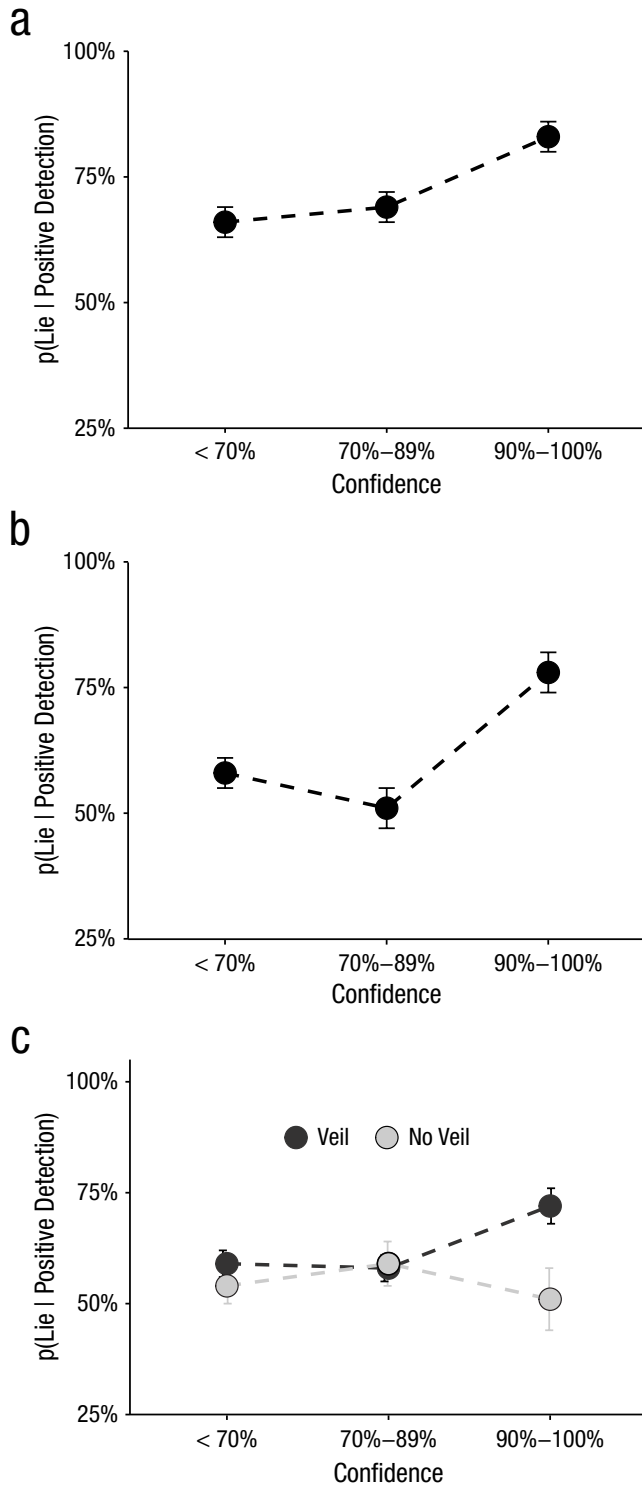 a
100%
75%
50%
25%
p(Lie | Positive Detection)
< 70%
70%–89%
90%–100%
Confidence
b
100%
75%
50%
25%
p(Lie | Positive Detection)
< 70%
70%–89%
90%–100%
Confidence
c
100%
75%
50%
25%
p(Lie | Positive Detection)
Veil
No Veil
< 70%
70%–89%
90%–100%
Confidence